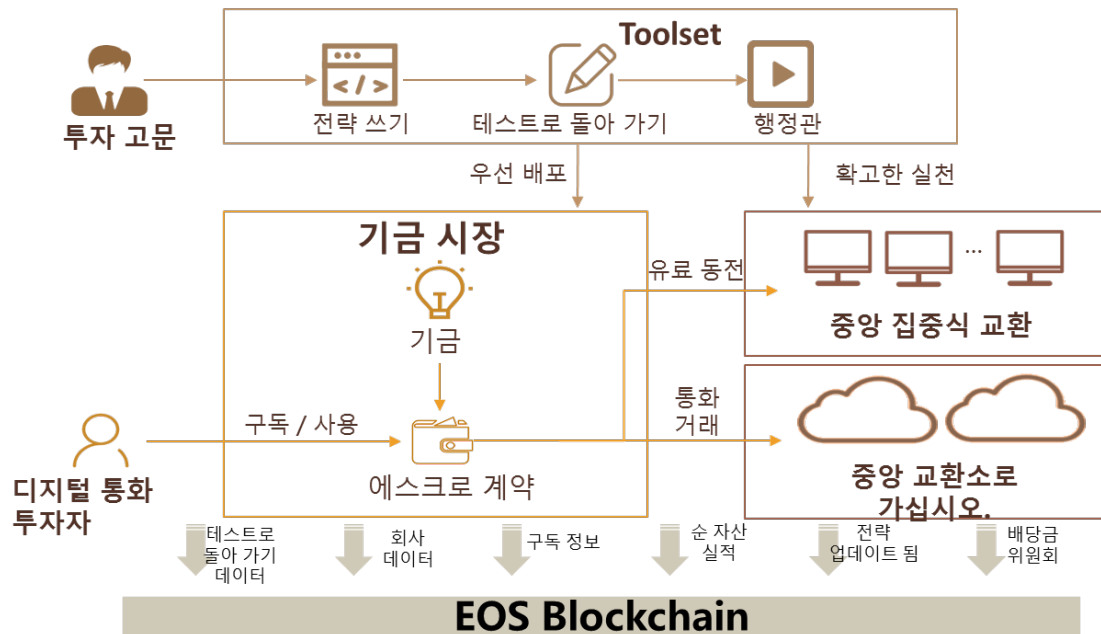 Toolset
</>
투자 고문
전략 쓰기
테스트로 돌아 가기
행정관
우선 배포
확고한 실천
기금 시장
기금
유료 동전
...
중앙 집중식 교환
구독 / 사용
에스크로 계약
통화
거래
중앙 교환소로
가십시오.
디지털 통화
투자자
테스트로
돌아 가기
데이터
회사
데이터
구독 정보
순 자산
실적
전략
업데이트 됨
배당금
위원회
EOS Blockchain